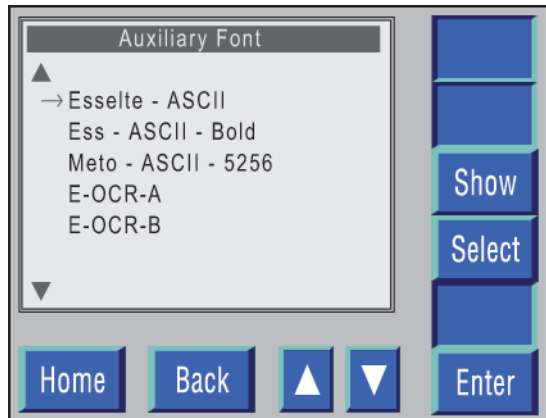 Auxiliary Font
→Esselte - ASCII
Ess - ASCII - Bold
Meto - ASCII - 5256
E-OCR-A
E-OCR-B
Show
Select
Home
Back
Enter